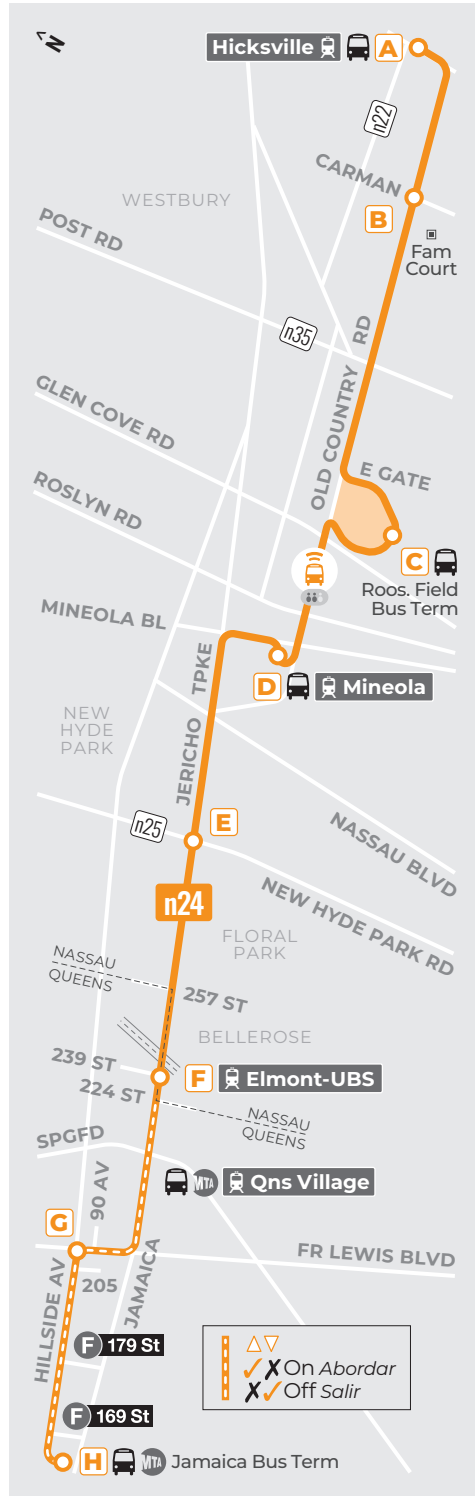 N
Hicksville A
n22
CARMAN
B
WESTBURY
Fam
Court
POST RD
n35
OLD COUNTRY RD
GLEN COVE RD
E GATE
ROSLYN RD
C
Roos. Field
Bus Term
MINEOLA BL
D Mineola
JERICHO TPKE
NEW
HYDE
PARK
n25
E
NASSAU BLVD
n24
NEW HYDE PARK RD
FLORAL
PARK
NASSAU
QUEENS
257 ST
BELLEROSE
239 ST
F Elmont-UBS
224 ST
NASSAU
QUEENS
SPGFD
MTA Qns Village
90 AV
G
FR LEWIS BLVD
205
JAMAICA
HILLSIDE AV
F 179 St
△▽
✓✗On Abordar
✗✓Off Salir
F 169 St
H MTA Jamaica Bus Term